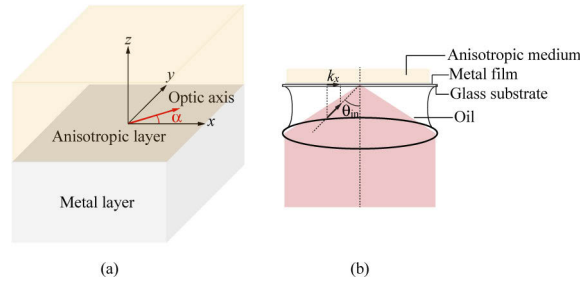 z
y
Optic axis
α
x
Anisotropic layer
Metal layer
(a)
Anisotropic medium
kx
Metal film
Glass substrate
θin
Oil
(b)